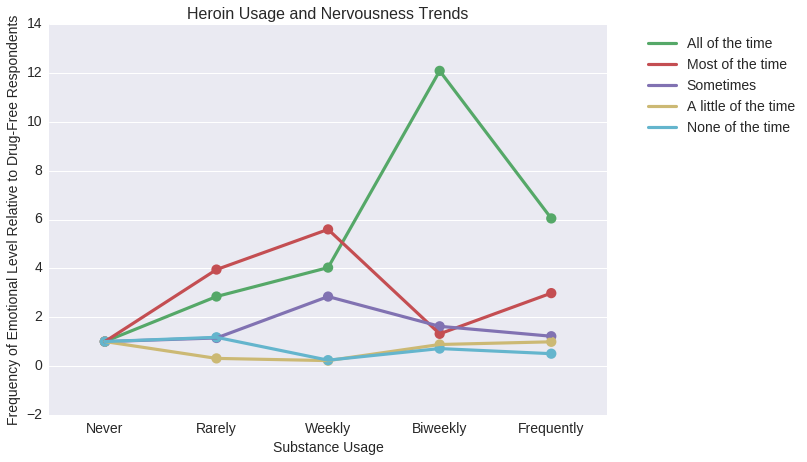 Heroin Usage and Nervousness Trends
Frequency of Emotional Level Relative to Drug-Free Respondents
14
12
10
8
6
4
2
0
−2
Never Rarely Weekly Biweekly Frequently
Substance Usage
All of the time
Most of the time
Sometimes
A little of the time
None of the time